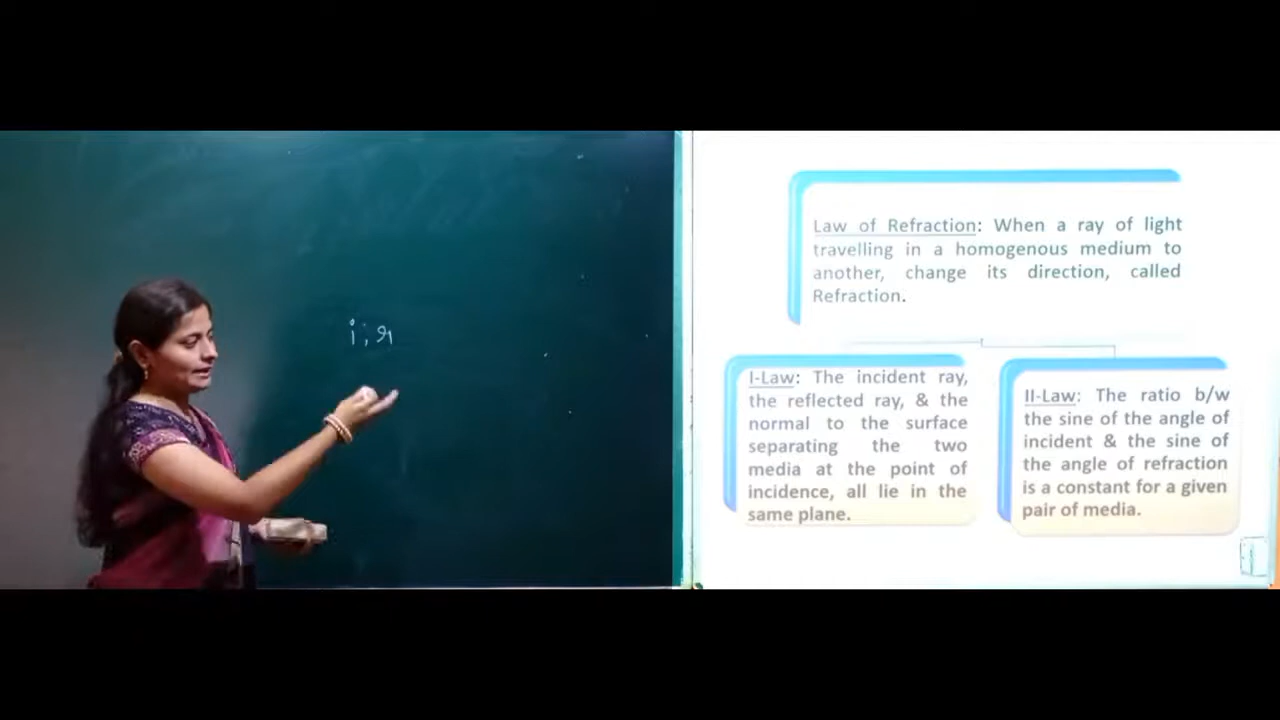 i ; r
Law of Refraction: When a ray of light
travelling in a homogenous medium to
another, change its direction, called
Refraction.
I-Law: The incident ray,
the reflected ray, & the
normal to the surface
separating the two
media at the point of
incidence, all lie in the
same plane.
II-Law: The ratio b/w
the sine of the angle of
incident & the sine of
the angle of refraction
is a constant for a given
pair of media.